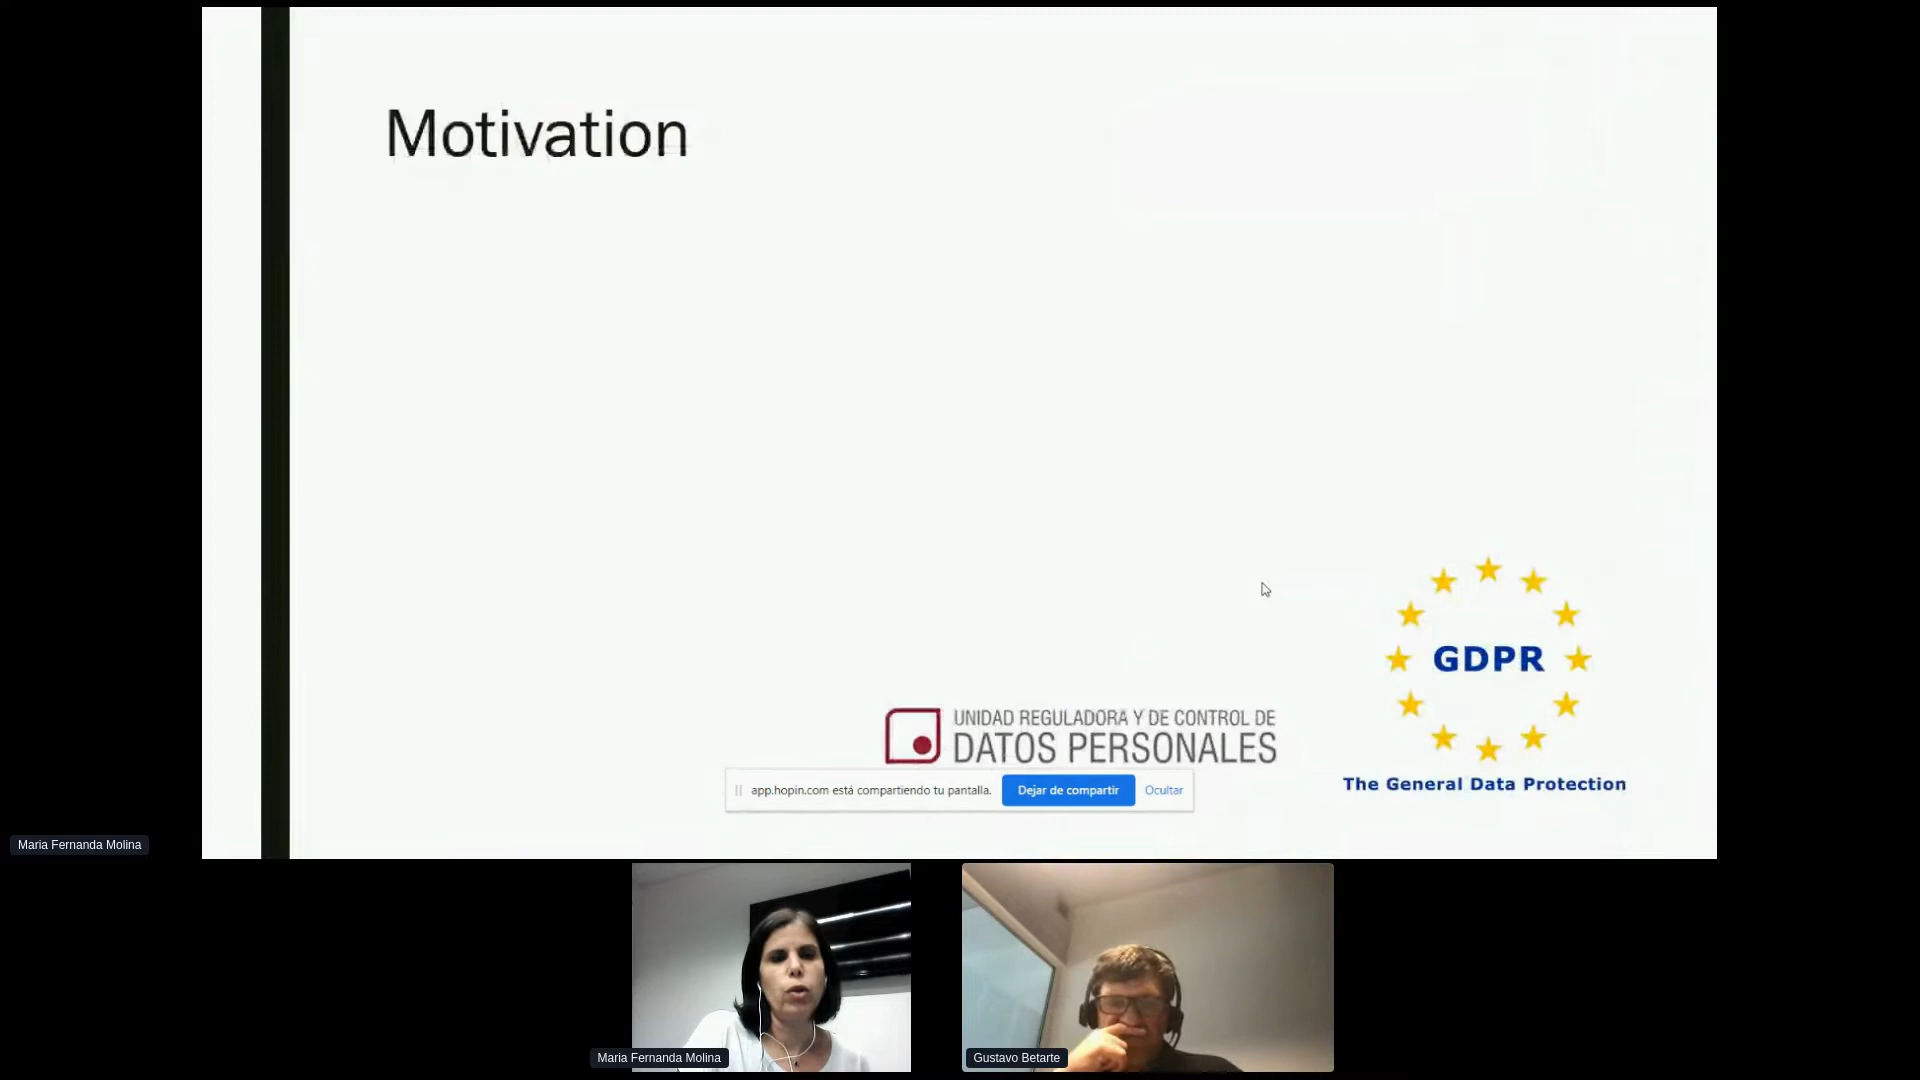 Motivation
GDPR
UNIDAD REGULADORA Y DE CONTROL DE
DATOS PERSONALES
The General Data Protection
app.hopin.com está compartiendo tu pantalla. Dejar de compartir Ocultar
Maria Fernanda Molina
Maria Fernanda Molina
Gustavo Betarte